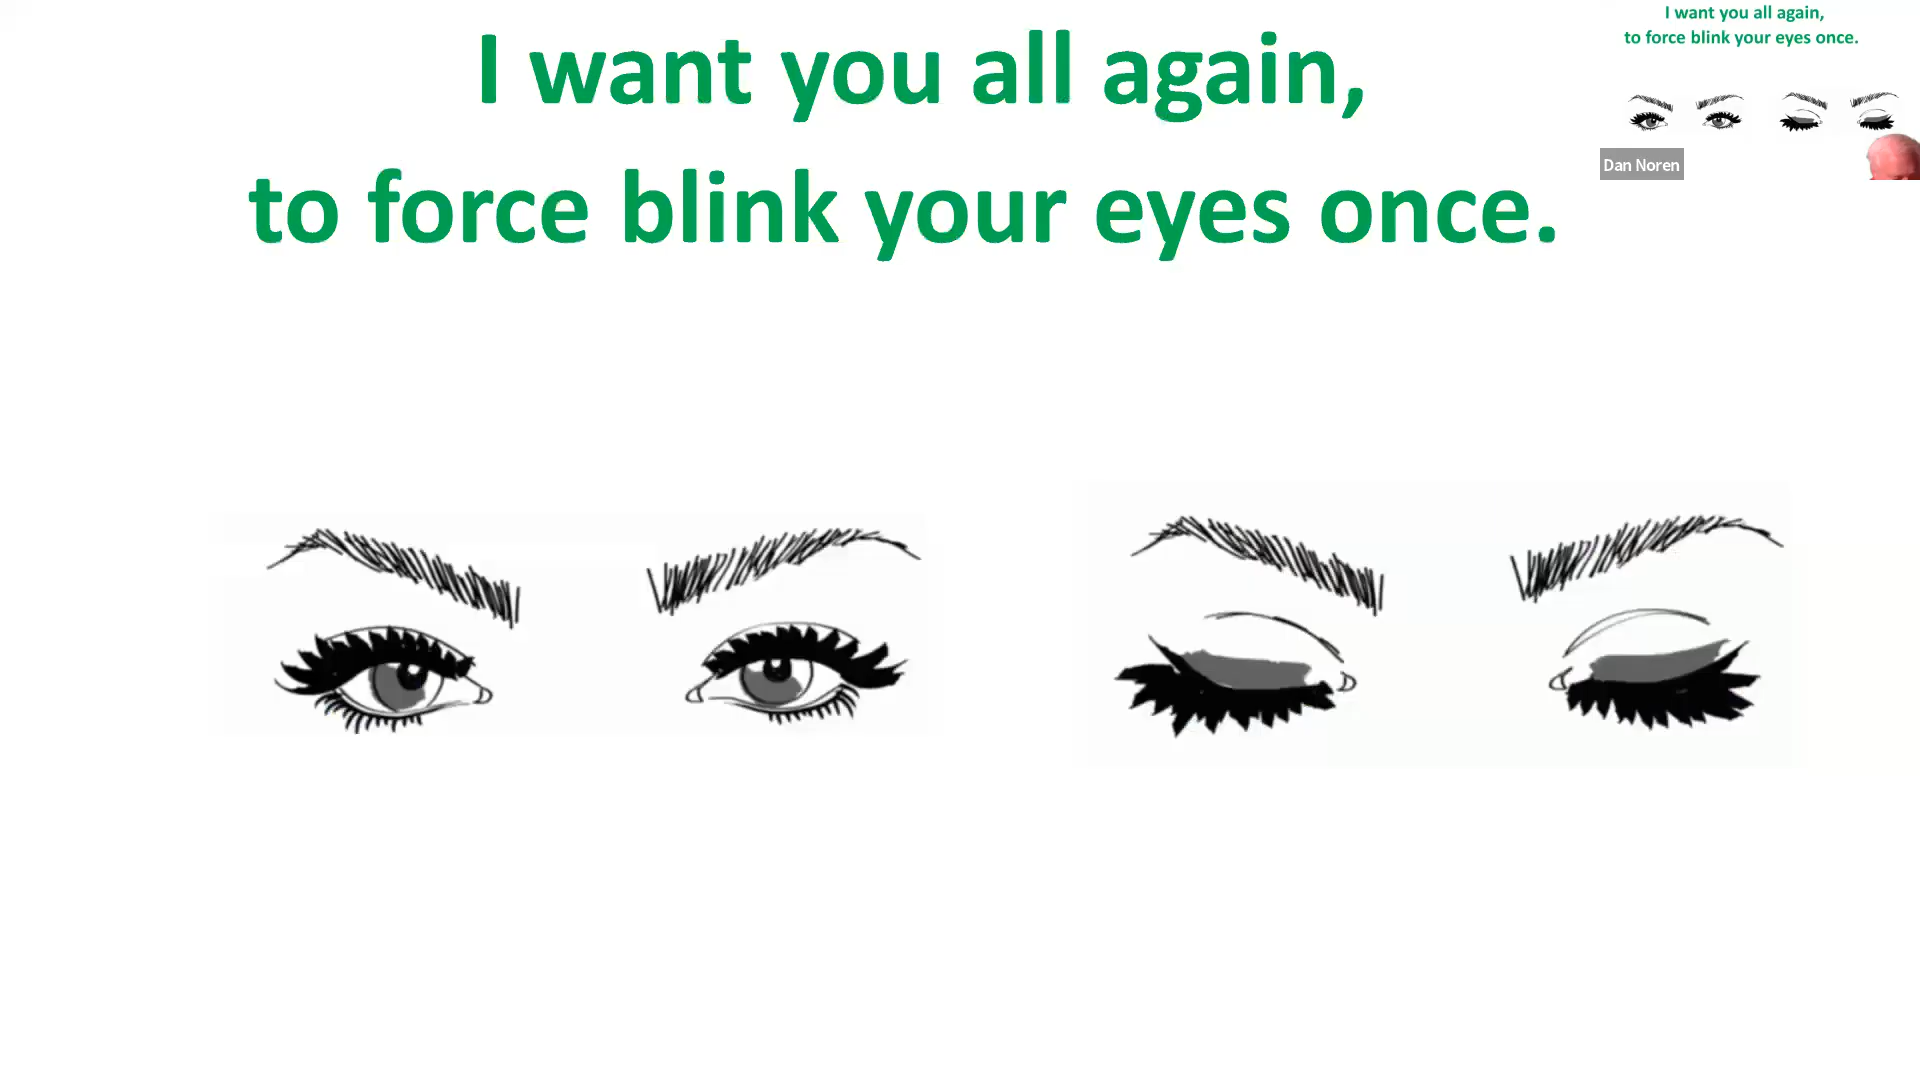 I want you all again,
to force blink your eyes once.
I want you all again,
to force blink your eyes once.
Dan Noren